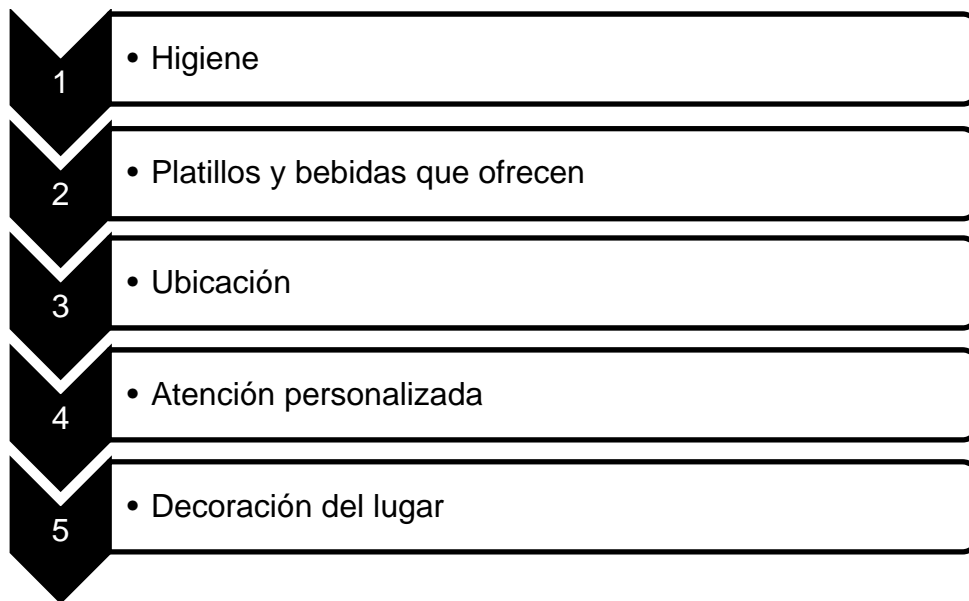 1
• Higiene
2
• Platillos y bebidas que ofrecen
3
• Ubicación
4
• Atención personalizada
5
• Decoración del lugar